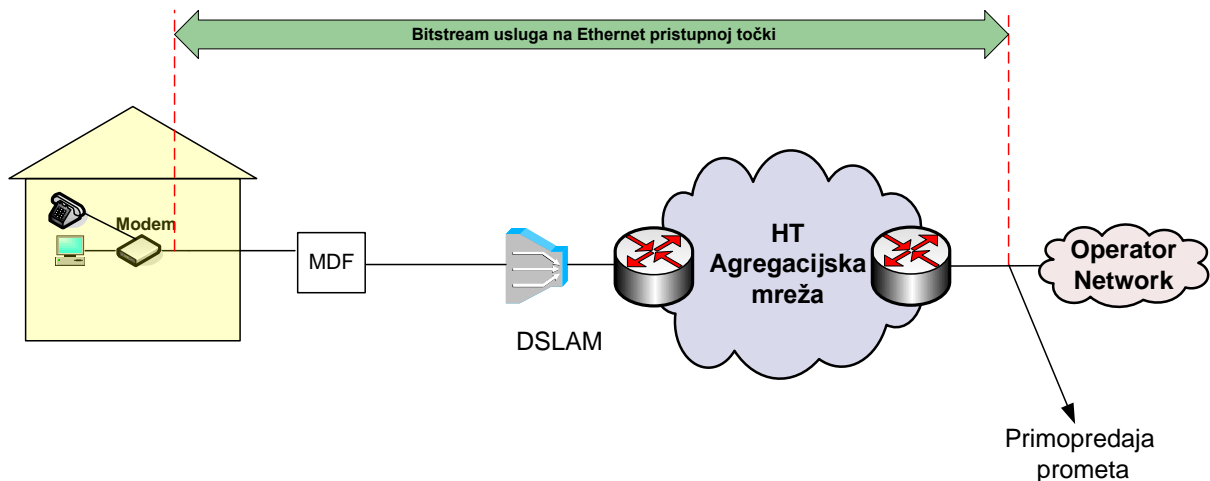 Bitstream usluga na Ethernet pristupnoj točki
Modem
MDF
DSLAM
HT
Agregacijska
mreža
Operator
Network
Primopredaja
prometa